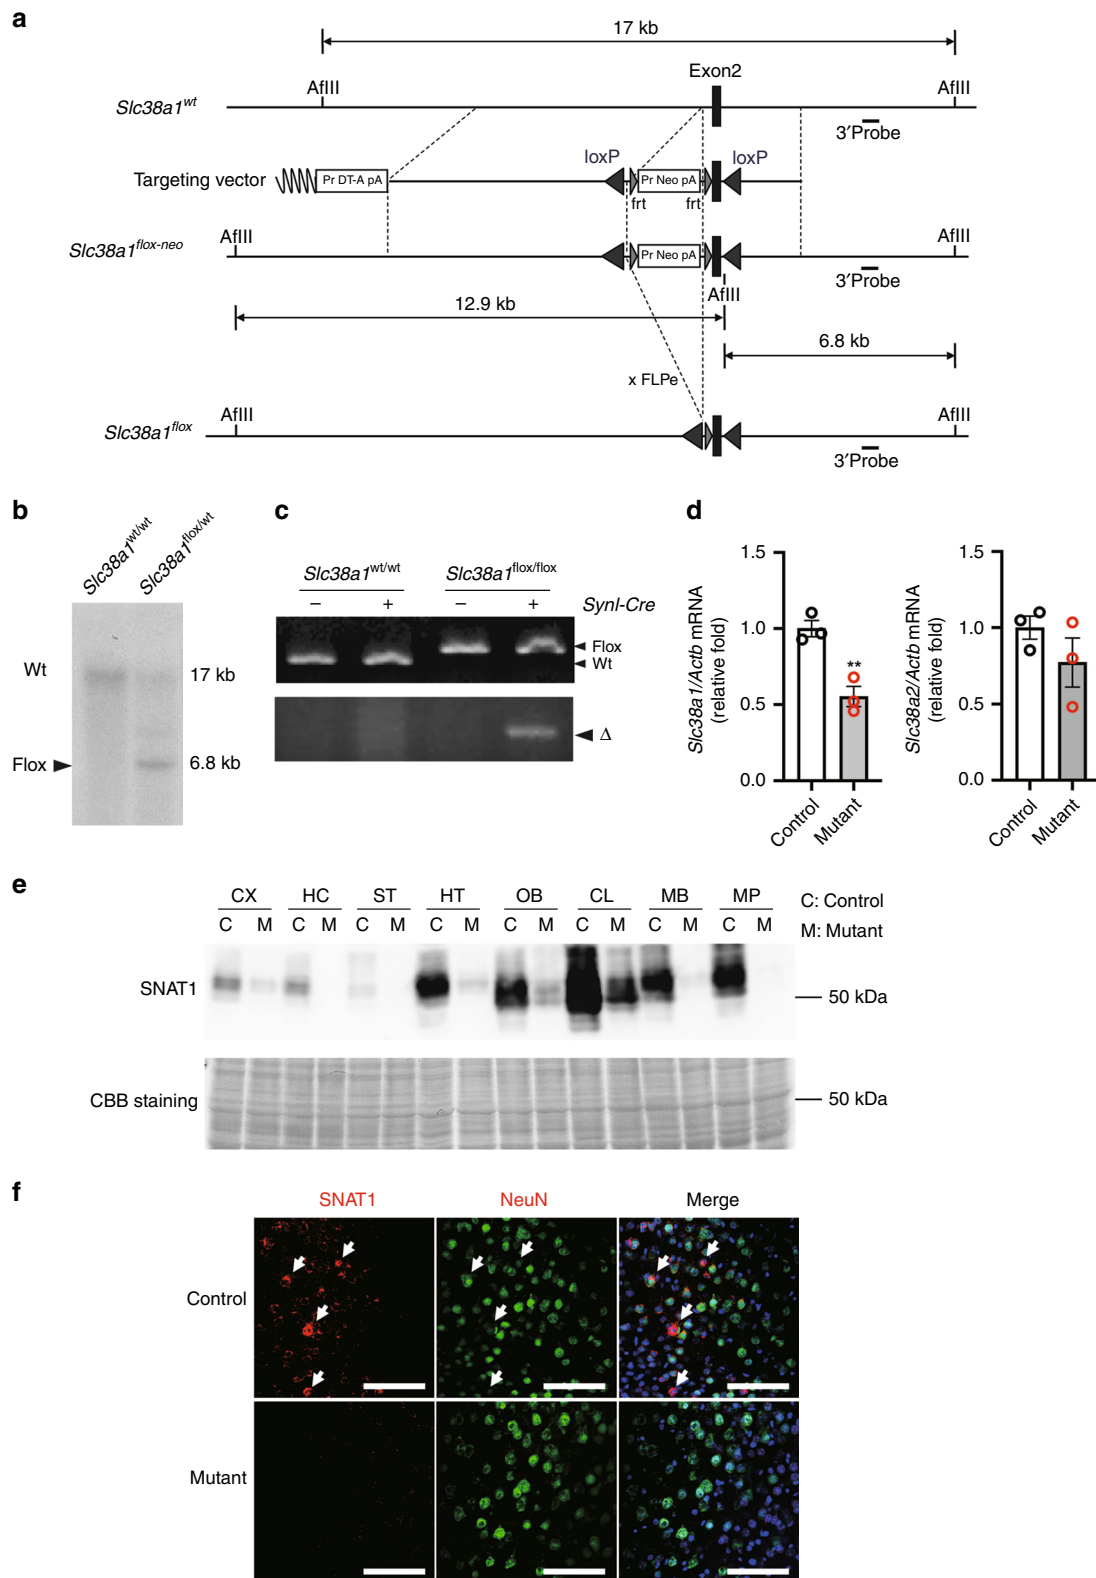 a
17 kb
Exon2
AflII
AflII
Slc38a1wt
3′Probe
loxP
loxP
Targeting vector
Pr DT-A pA
Pr Neo pA
frt
frt
AflII
AflII
Slc38a1flox-neo
Pr Neo pA
3′Probe
AflII
12.9 kb
6.8 kb
x FLPe
AflII
AflII
Slc38a1flox
3′Probe
b
Slc38a1wt/wt
Slc38a1flox/wt
Wt
17 kb
Flox
6.8 kb
c
Slc38a1wt/wt
Slc38a1flox/flox
– + – + SynI-Cre
Flox
Wt
Δ
d
Slc38a1/Actb mRNA
(relative fold)
1.5
1.0
0.5
0.0
**
Control
Mutant
Slc38a2/Actb mRNA
(relative fold)
1.5
1.0
0.5
0.0
Control
Mutant
e
CX HC ST HT OB CL MB MP
C: Control
C M C M C M C M C M C M C M C M
M: Mutant
SNAT1
50 kDa
CBB staining
50 kDa
f
SNAT1 NeuN Merge
Control
Mutant